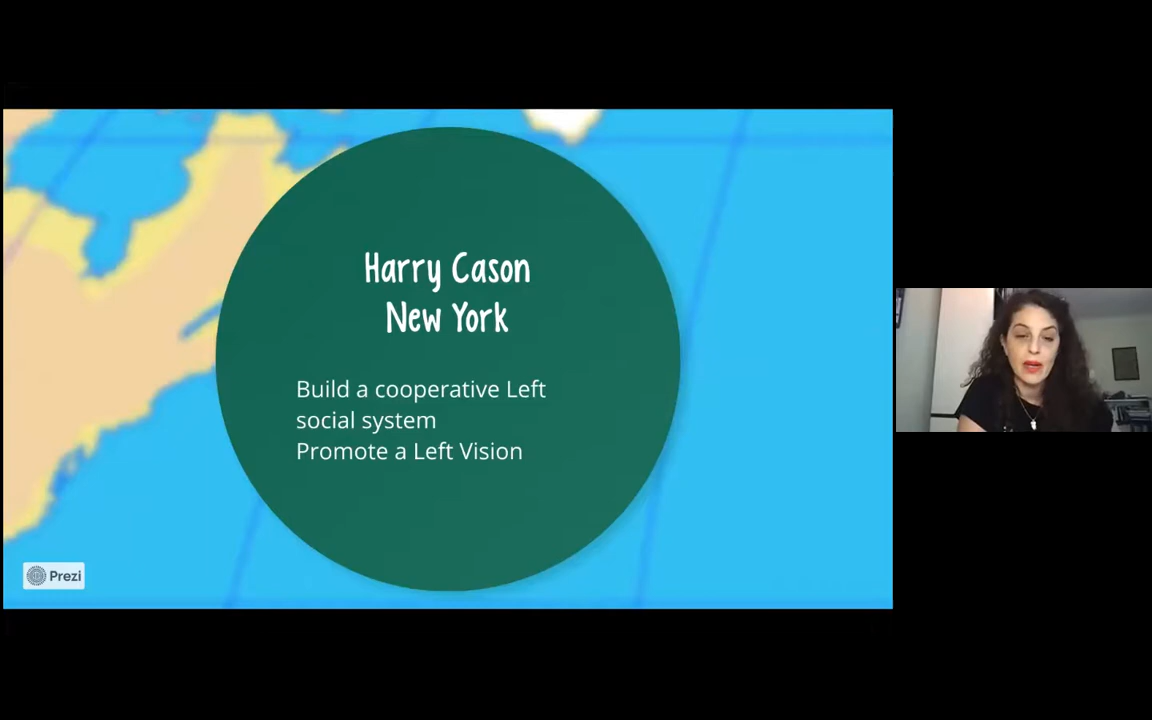 Harry Cason
New York
Build a cooperative Left
social system
Promote a Left Vision
Prezi